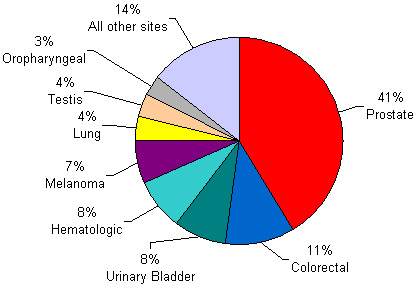 14%
All other sites
3%
Oropharyngeal
4%
Testis
4%
Lung
7%
Melanoma
8%
Hematologic
8%
Urinary Bladder
11%
Colorectal
41%
Prostate